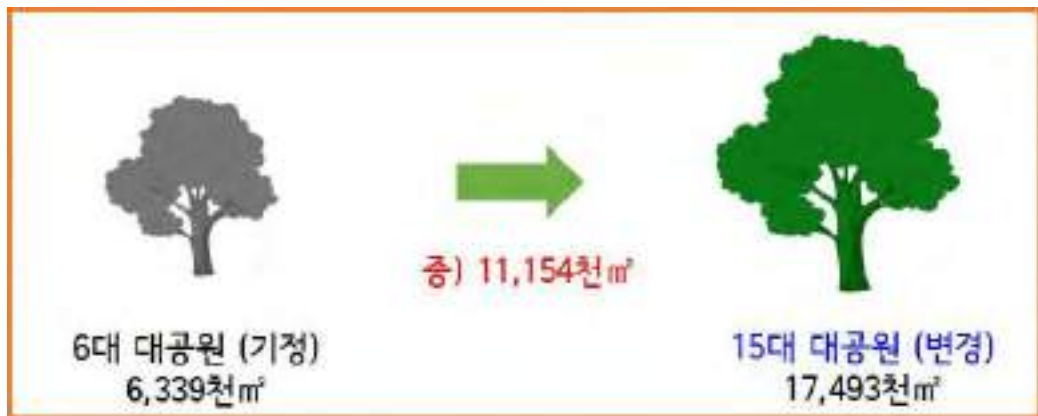 증) 11,154천㎡
6대 대공원 (기정)
6,339천㎡
15대 대공원 (변경)
17,493천㎡